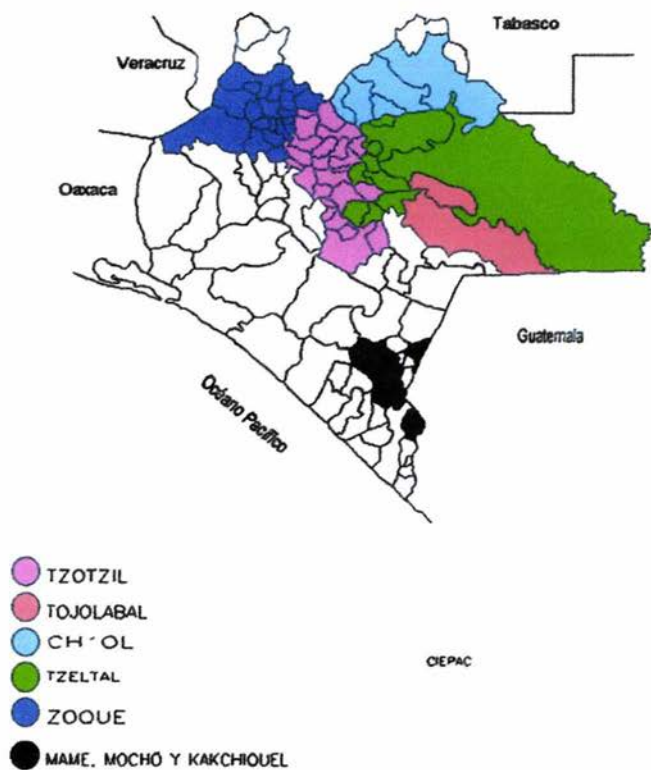 Tabasco
Veracruz
Oaxaca
Guatemala
Océano Pacífico
TZOTZIL
TOJOLABAL
CH´OL
CIEPAC
TZELTAL
ZOQUE
MAME, MOCHÓ Y KAKCHIQUEL